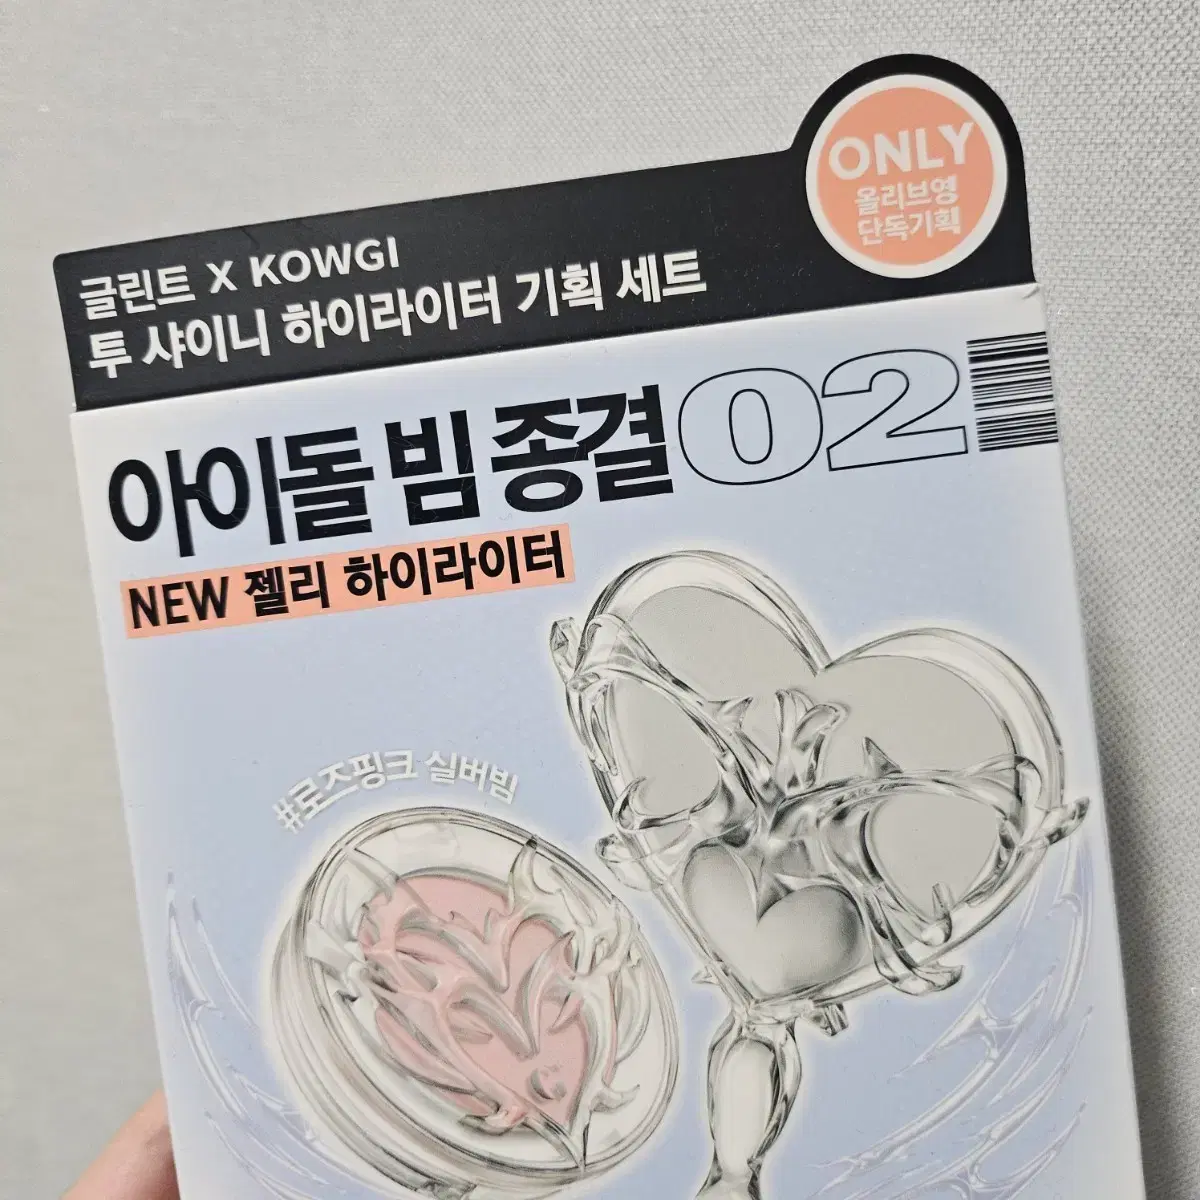 ONLY
올리브영
단독기획
글린트 X KOWGI
투 샤이니 하이라이터 기획 세트
아이돌 빔 종결 02
NEW 젤리 하이라이터
#로즈핑크 실버빔